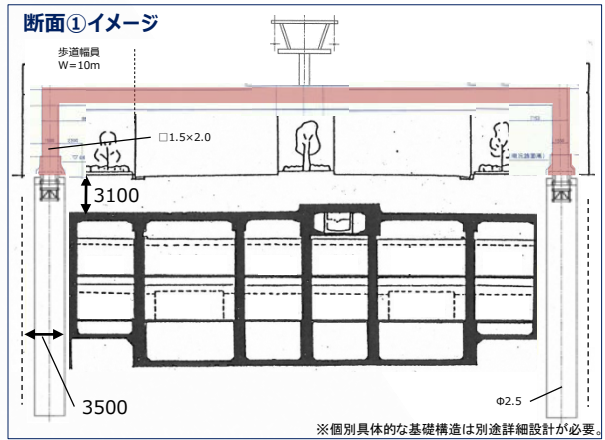 断面①イメージ
歩道幅員
W=10m
□1.5×2.0
3100
3500
Φ2.5
※個別具体的な基礎構造は別途詳細設計が必要。